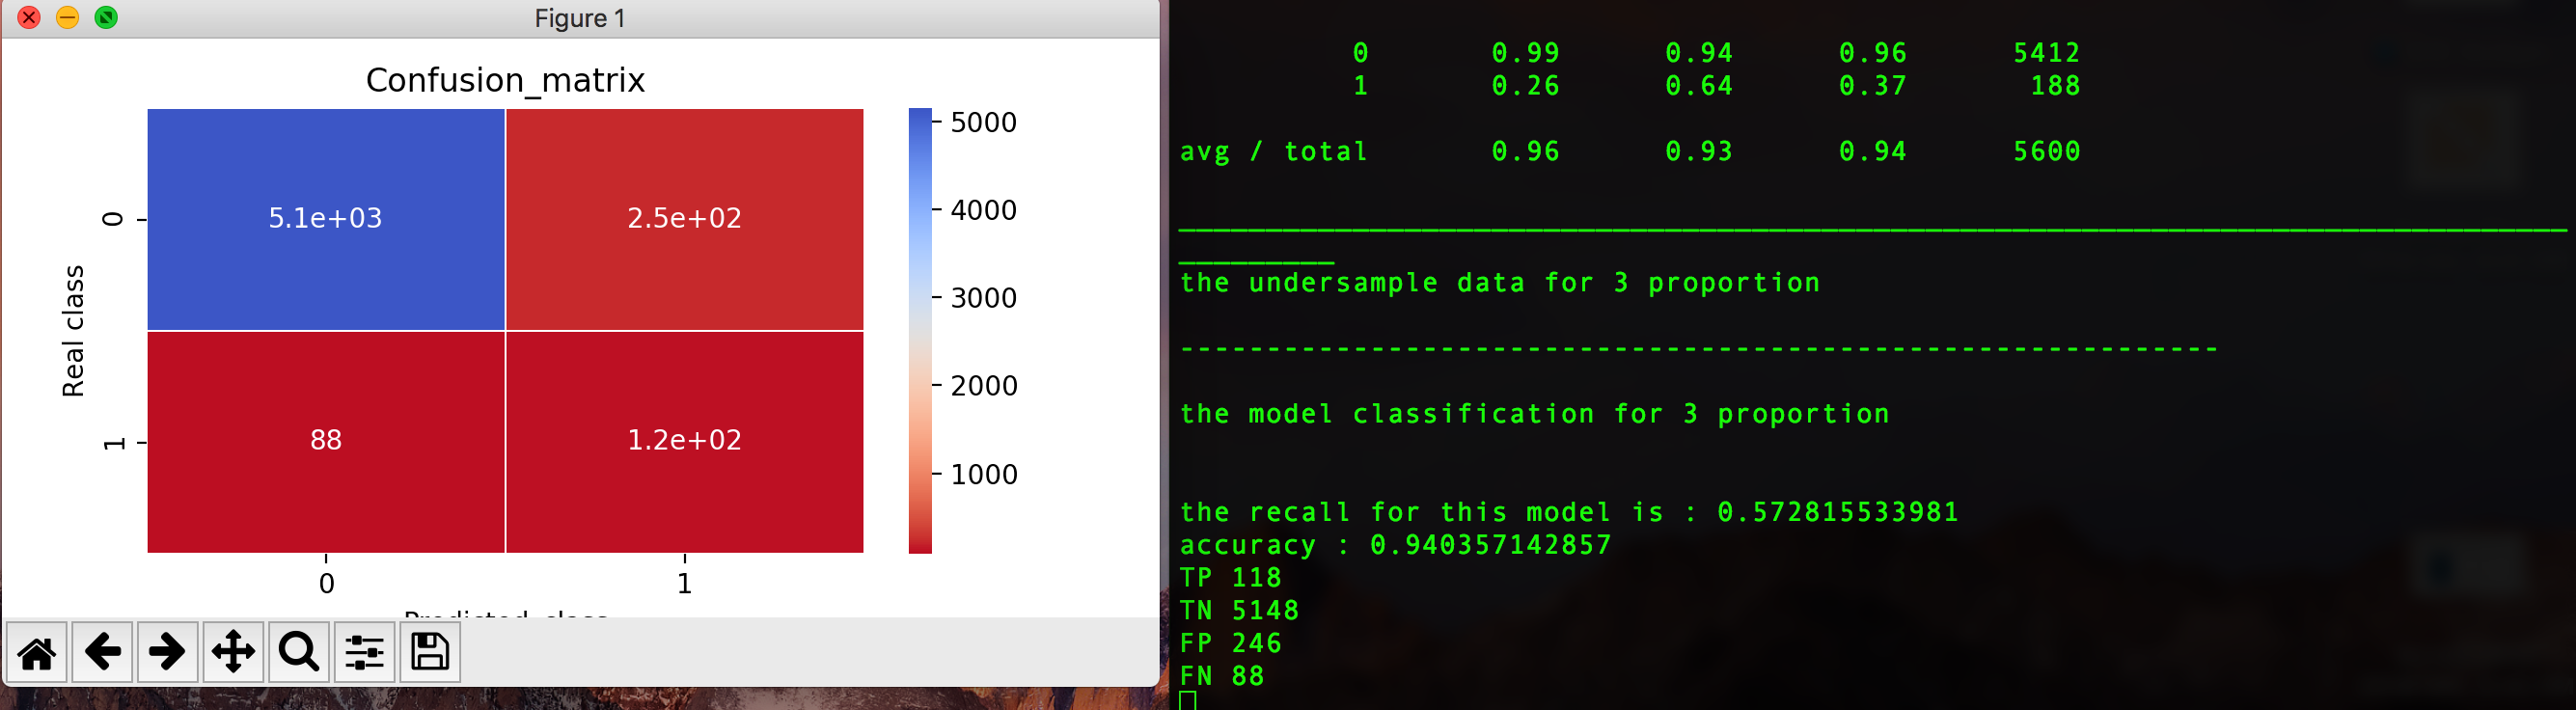 Figure 1
Confusion_matrix
5.1e+03 2.5e+02
88 1.2e+02
0
1
Real class
0 1
Predicted class
5000
4000
3000
2000
1000
0 0.99 0.94 0.96 5412
1 0.26 0.64 0.37 188
avg / total 0.96 0.93 0.94 5600
the undersample data for 3 proportion
---------------------------------------------------------
the model classification for 3 proportion
the recall for this model is : 0.572815533981
accuracy : 0.940357142857
TP 118
TN 5148
FP 246
FN 88